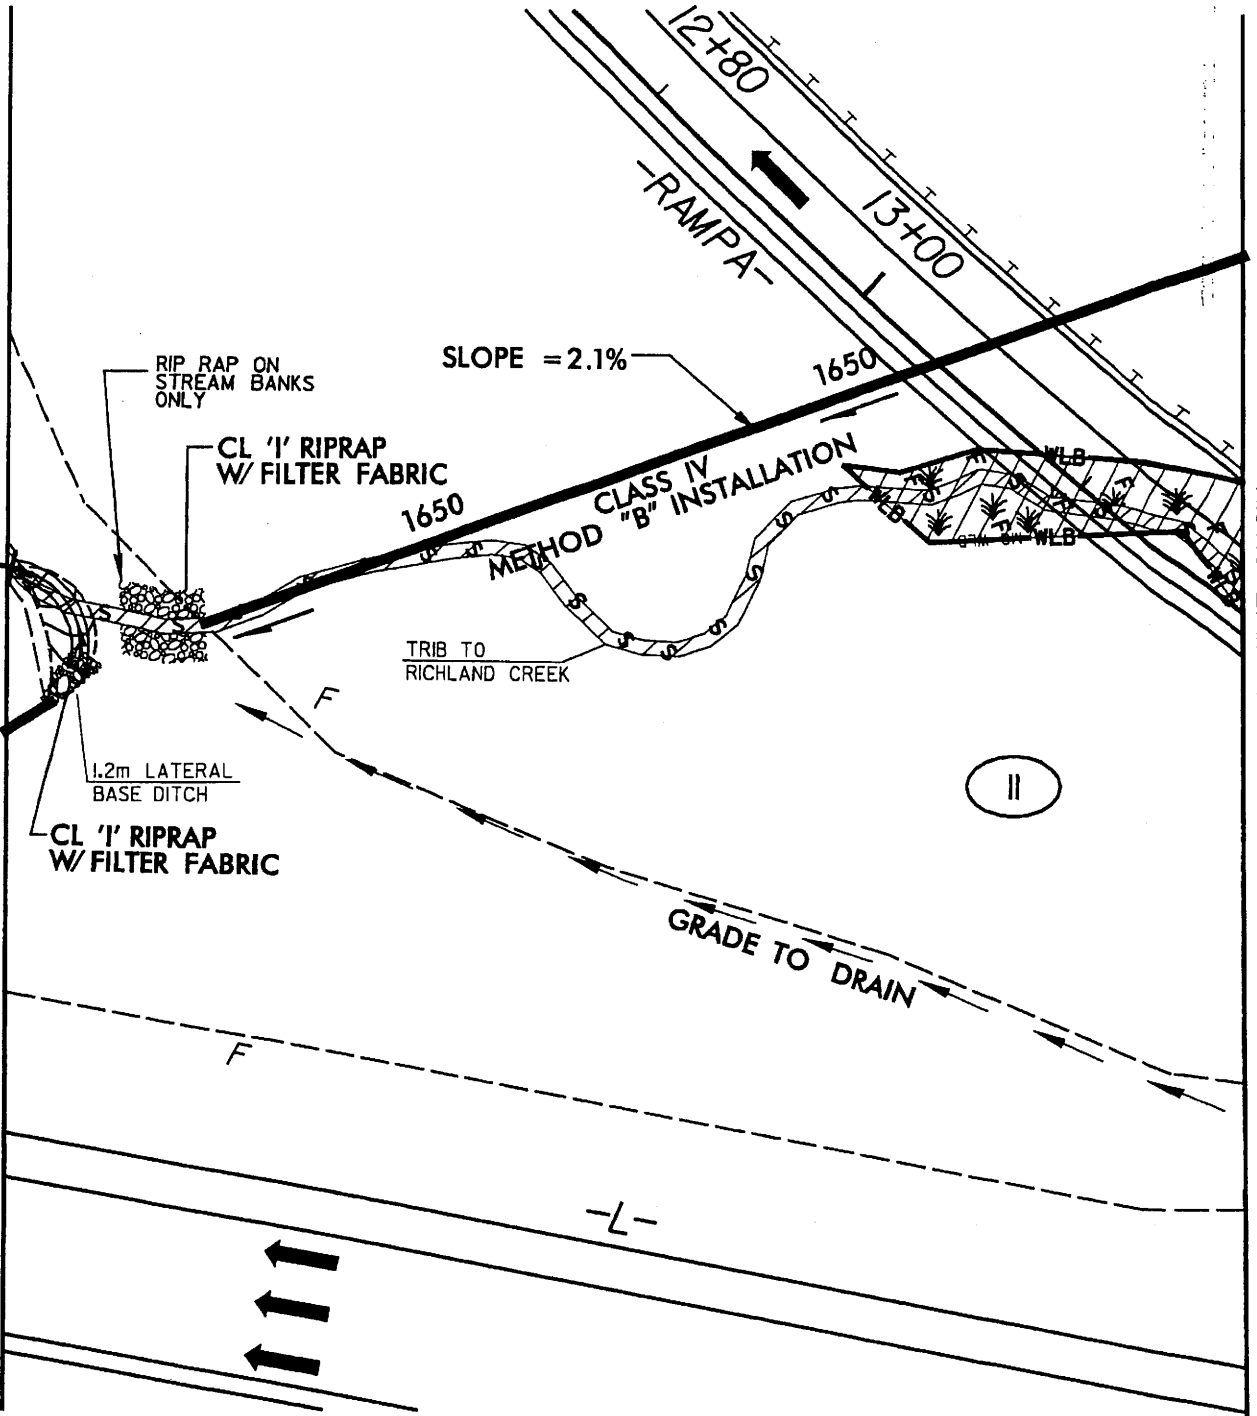 12+80
-RAMPA-
13+00
RIP RAP ON
STREAM BANKS
ONLY
SLOPE = 2.1%
1650
CL 'I' RIPRAP
W/ FILTER FABRIC
1650
CLASS IV
METHOD "B" INSTALLATION
WLB
WLB
WLB
F
F
S
S
S
S
S
S
S
S
TRIB TO
RICHLAND CREEK
F
1.2m LATERAL
BASE DITCH
CL 'I' RIPRAP
W/ FILTER FABRIC
II
GRADE TO DRAIN
F
-L-